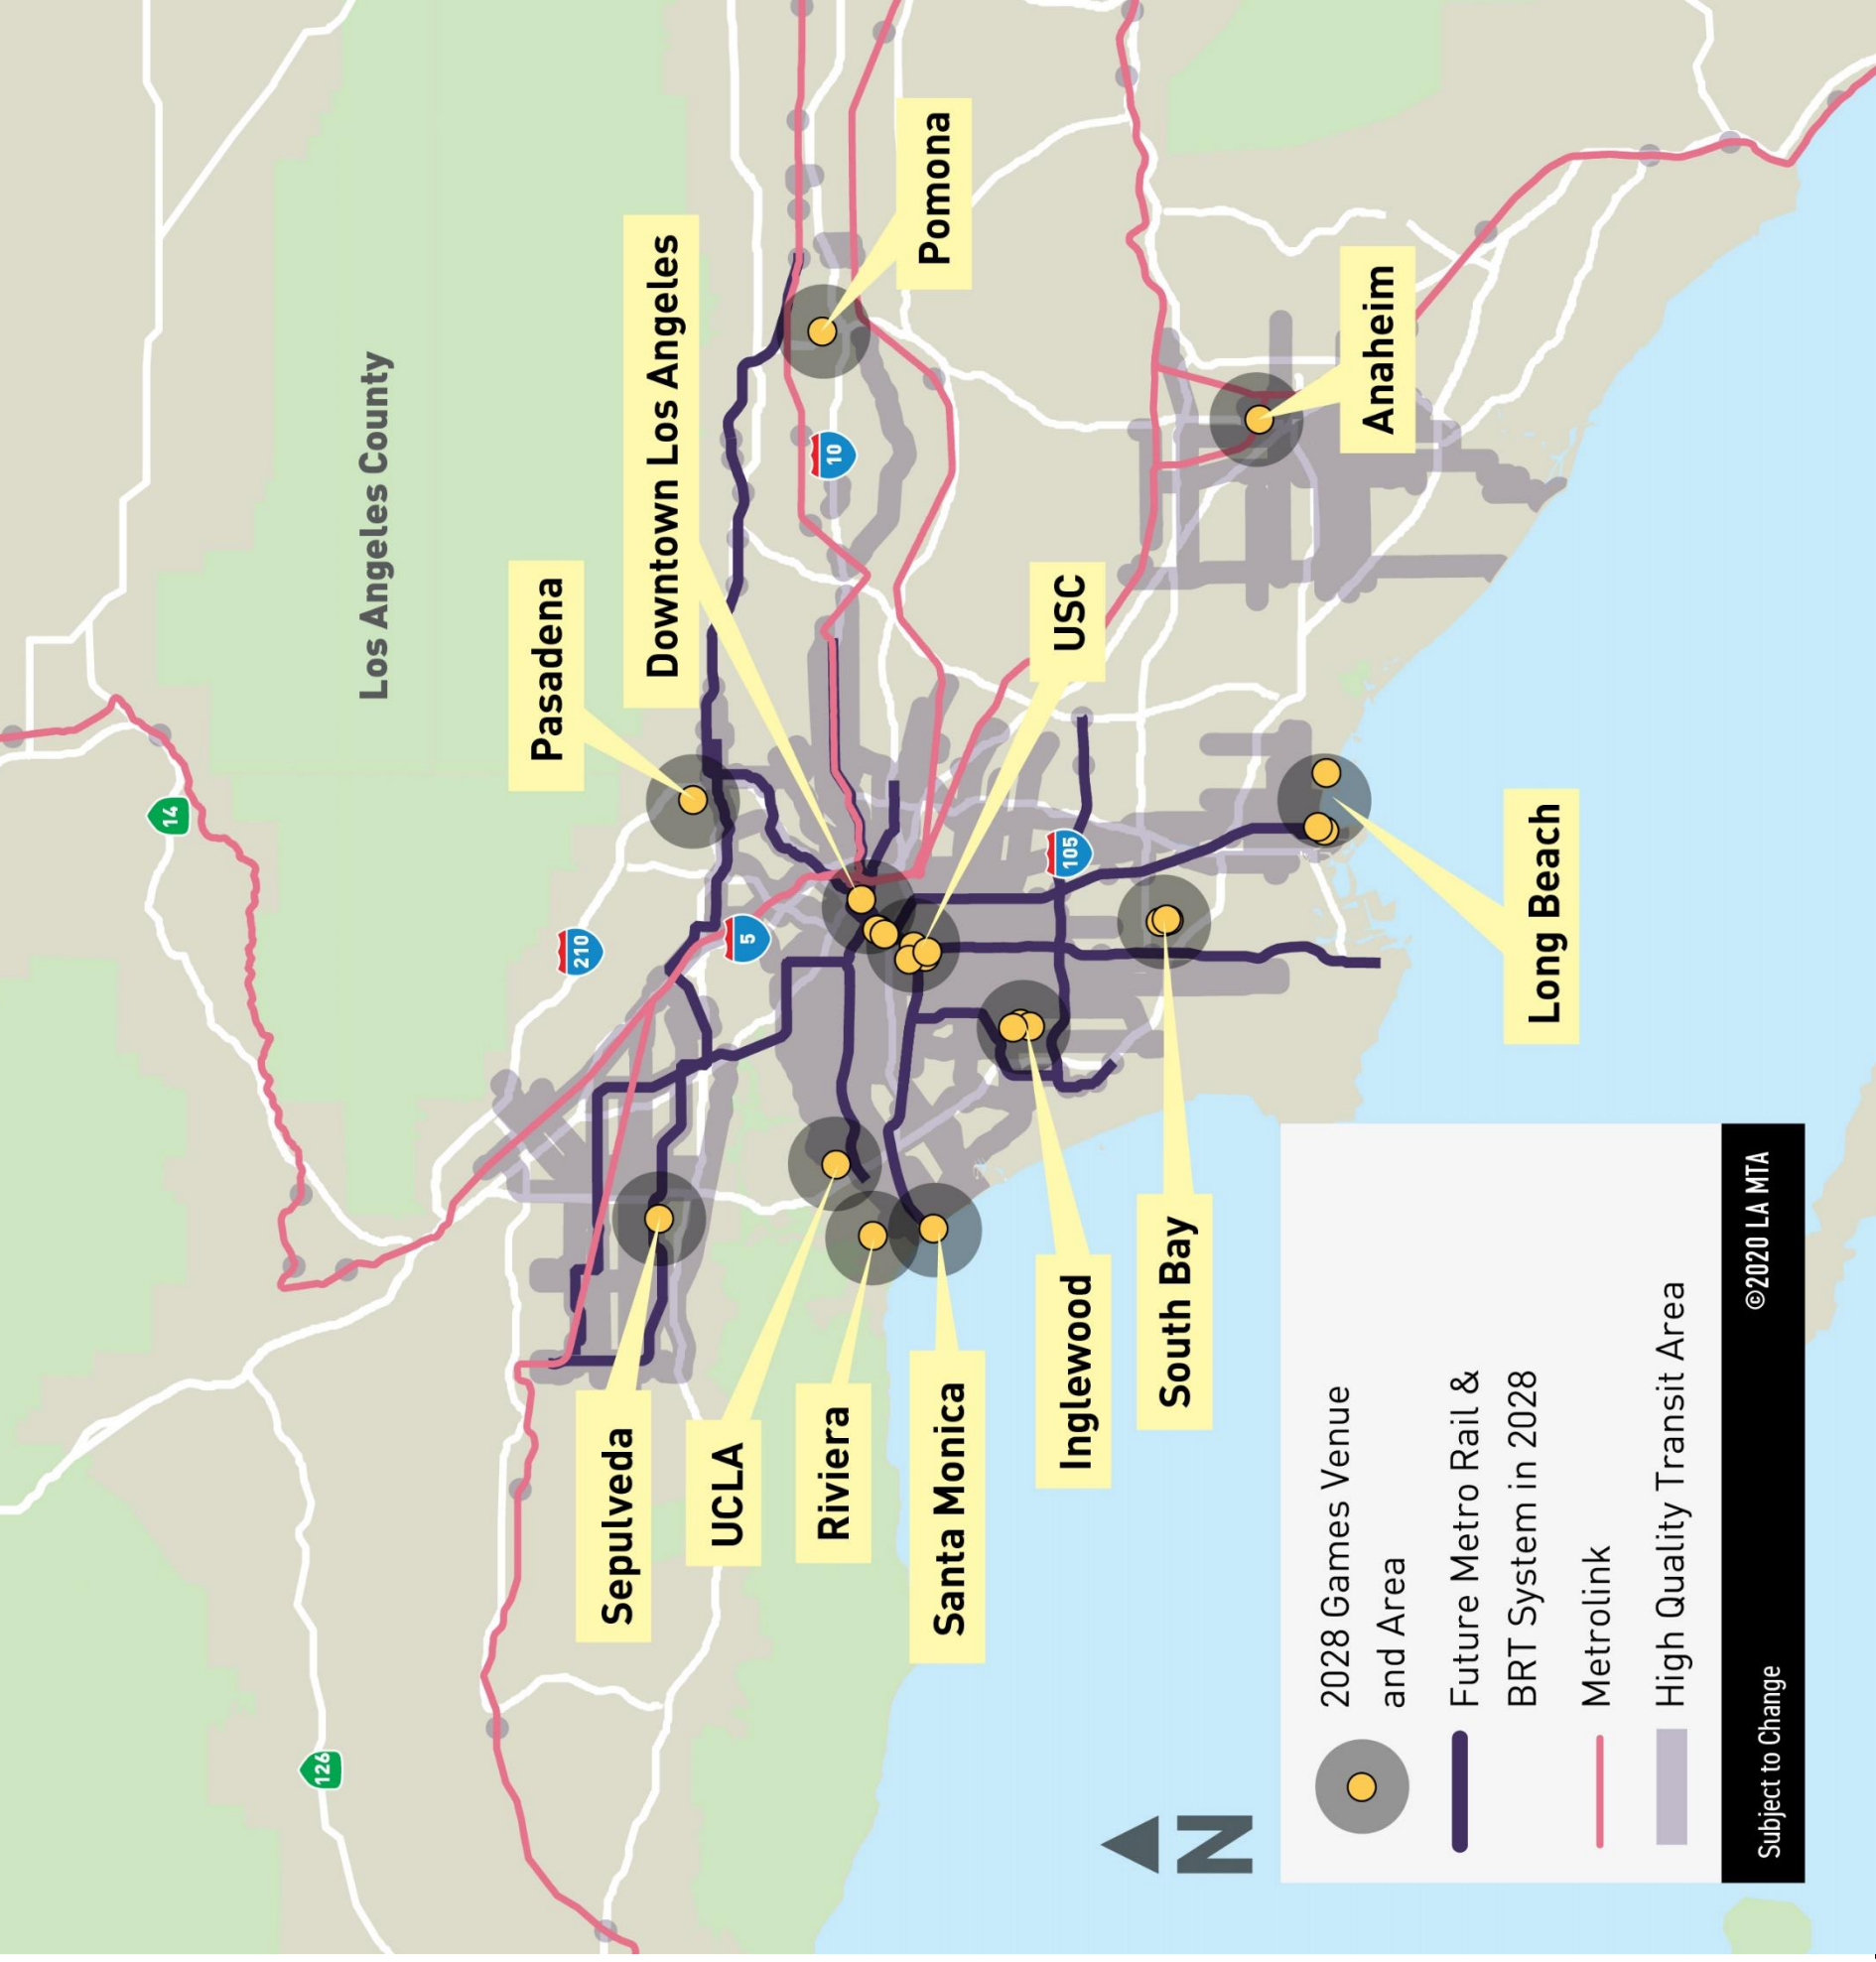 Los Angeles County
14
126
210
5
10
105
Pasadena
Downtown Los Angeles
Pomona
USC
Anaheim
Sepulveda
UCLA
Riviera
Santa Monica
Inglewood
South Bay
Long Beach
N
2028 Games Venue
and Area
Future Metro Rail &
BRT System in 2028
Metrolink
High Quality Transit Area
Subject to Change
©2020 LA MTA